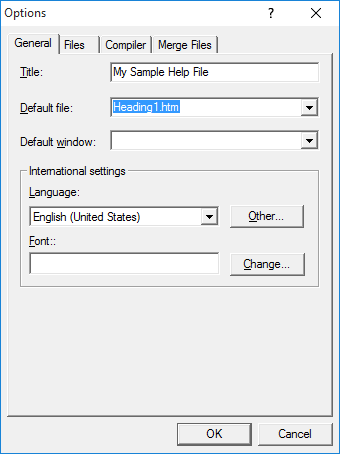 Options
General Files Compiler Merge Files
Title: My Sample Help File
Default file: Heading1.htm
Default window:
International settings
Language:
English (United States) Other...
Font::
Change...
OK Cancel